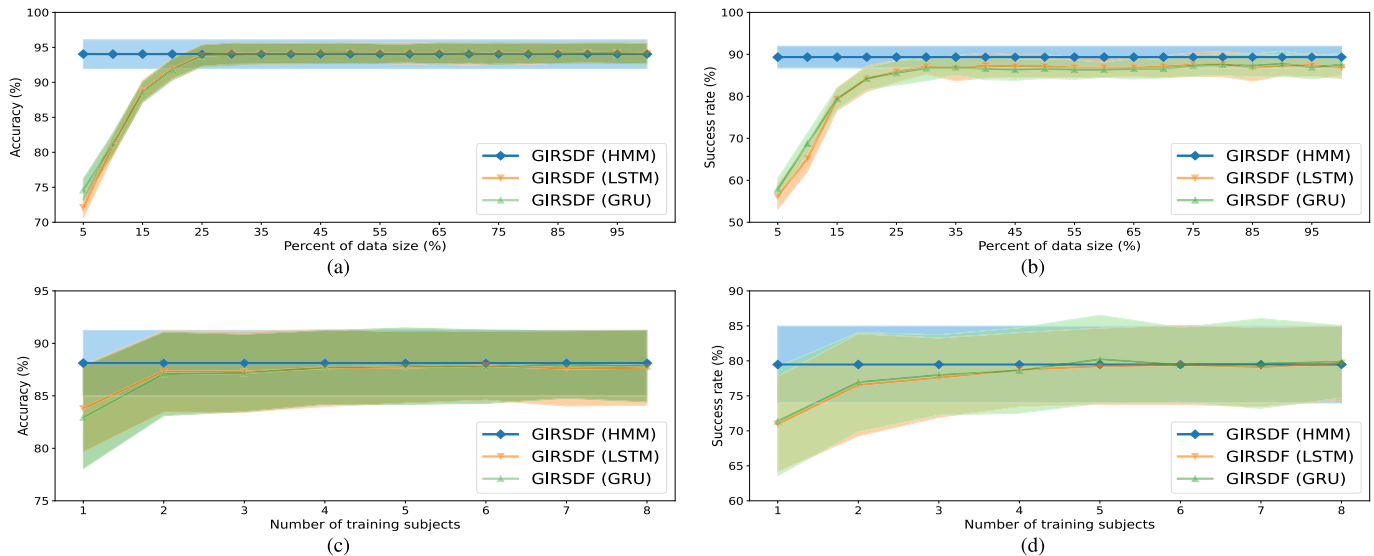 95
90
85
80
75
70
Accuracy (%)
GIRSDF (HMM)
GIRSDF (LSTM)
GIRSDF (GRU)
5 15 25 35 45 55 65 75 85 95
Percent of data size (%)
(a)
100
90
80
70
60
50
Success rate (%)
GIRSDF (HMM)
GIRSDF (LSTM)
GIRSDF (GRU)
5 15 25 35 45 55 65 75 85 95
Percent of data size (%)
(b)
95
90
85
80
75
Accuracy (%)
GIRSDF (HMM)
GIRSDF (LSTM)
GIRSDF (GRU)
1 2 3 4 5 6 7 8
Number of training subjects
(c)
90
85
80
75
70
65
60
Success rate (%)
GIRSDF (HMM)
GIRSDF (LSTM)
GIRSDF (GRU)
1 2 3 4 5 6 7 8
Number of training subjects
(d)